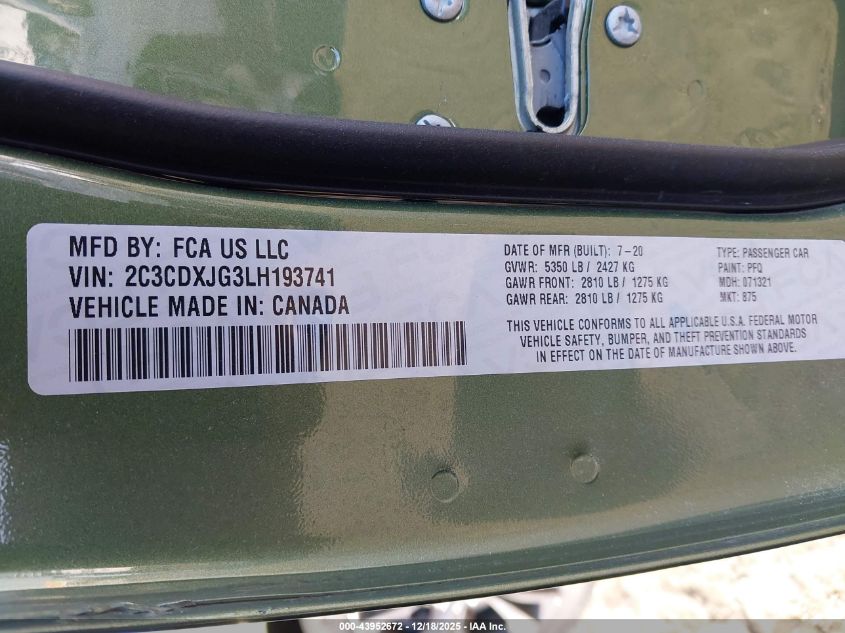 MFD BY: FCA US LLC
VIN: 2C3CDXJG3LH193741
VEHICLE MADE IN: CANADA
DATE OF MFR (BUILT): 7-20
GVWR: 5350 LB / 2427 KG
GAWR FRONT: 2810 LB / 1275 KG
GAWR REAR: 2810 LB / 1275 KG
TYPE: PASSENGER CAR
PAINT: PFQ
MDH: 071321
MKT: 875
THIS VEHICLE CONFORMS TO ALL APPLICABLE U.S.A. FEDERAL MOTOR
VEHICLE SAFETY, BUMPER, AND THEFT PREVENTION STANDARDS
IN EFFECT ON THE DATE OF MANUFACTURE SHOWN ABOVE.
000-43952672 - 12/18/2025 - IAA Inc.